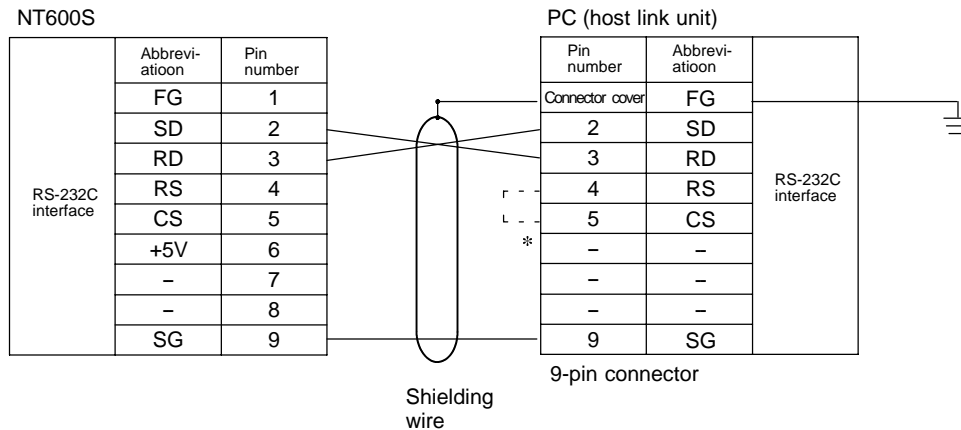 NT600S
PC (host link unit)
Abbrevi-
atioon
Pin
number
Pin
number
Abbrevi-
atioon
FG 1 Connector cover FG
SD 2 2 SD
RD 3 3 RD
RS 4 4 RS
CS 5 5 CS
+5V 6 * – –
– 7 – –
– 8 – –
SG 9 9 SG
RS-232C
interface
RS-232C
interface
9-pin connector
Shielding
wire